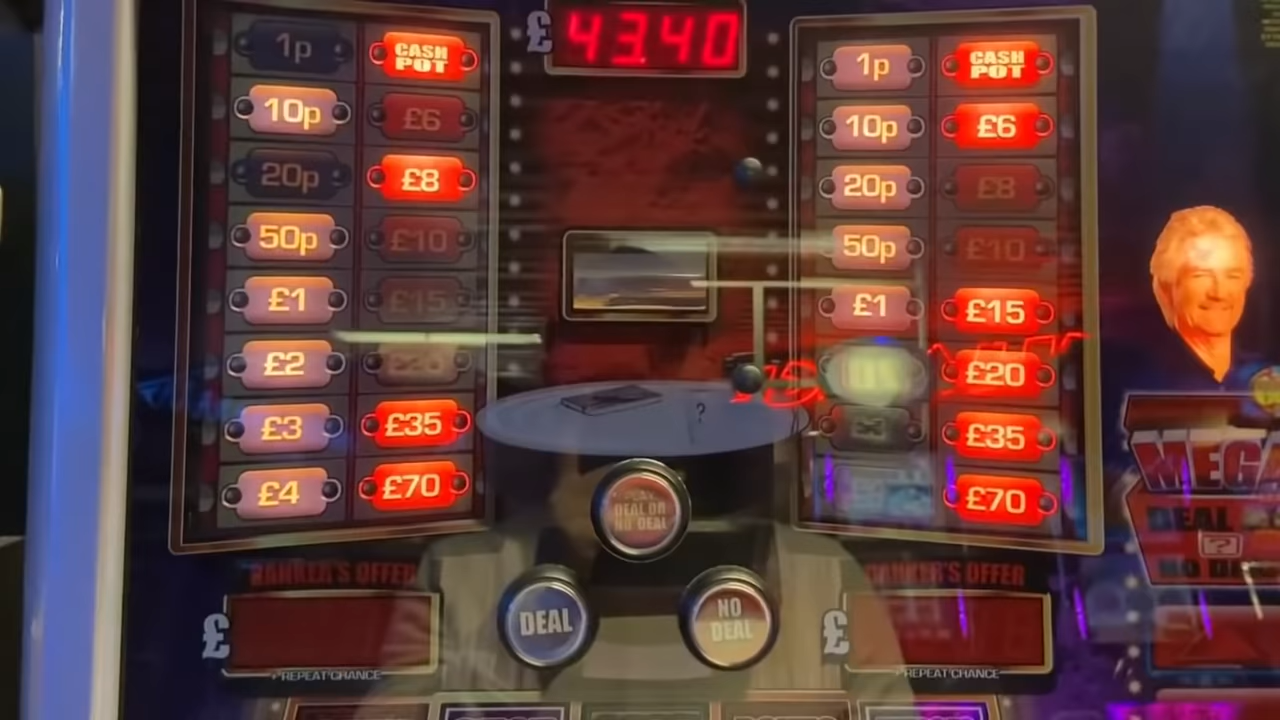 £ 43.40
1p CASH POT
10p £6
20p £8
50p £10
£1 £15
£2
£3 £35
£4 £70
1p CASH POT
10p £6
20p £8
50p £10
£1 £15
£20
£35
£70
?
DEAL OR
NO DEAL
DEAL
NO
DEAL
BANKER'S OFFER
£
REPEAT CHANCE
BANKER'S OFFER
£
REPEAT CHANCE
MEGA
DEAL
?
NO